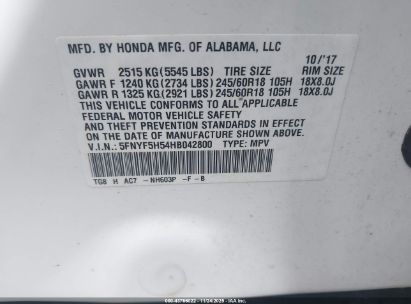 MFD. BY HONDA MFG. OF ALABAMA, LLC
10/'17
GVWR 2515 KG (5545 LBS) TIRE SIZE RIM SIZE
GAWR F 1240 KG (2734 LBS) 245/60R18 105H 18X8.0J
GAWR R 1325 KG (2921 LBS) 245/60R18 105H 18X8.0J
THIS VEHICLE CONFORMS TO ALL APPLICABLE
FEDERAL MOTOR VEHICLE SAFETY
AND THEFT PREVENTION STANDARDS IN EFFECT
ON THE DATE OF MANUFACTURE SHOWN ABOVE.
V.I.N.: 5FNYF5H54HB042800 TYPE: MPV
TG8 H AC7 -NH603P -F -B